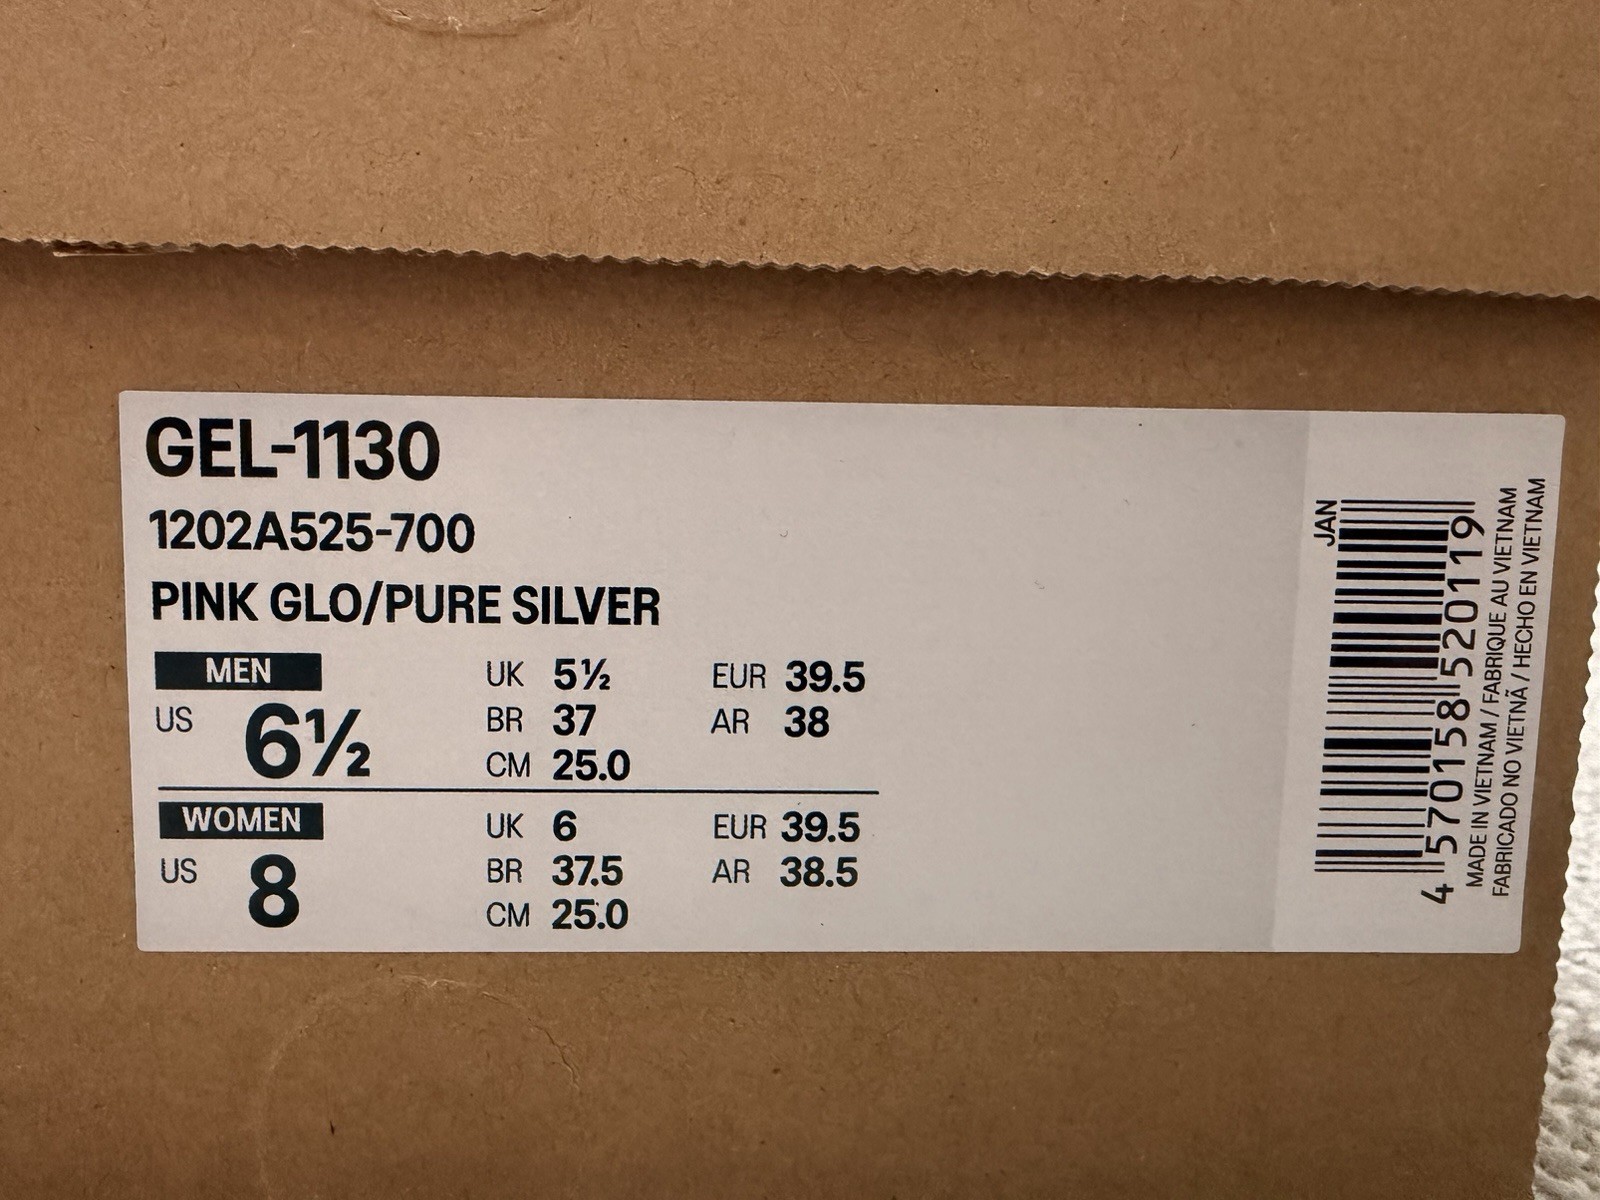 GEL-1130
1202A525-700
PINK GLO/PURE SILVER
MEN
US 6½
UK 5½ EUR 39.5
BR 37 AR 38
CM 25.0
WOMEN
US 8
UK 6 EUR 39.5
BR 37.5 AR 38.5
CM 25.0
JAN
4 570158 520119
MADE IN VIETNAM / FABRIQUE AU VIETNAM
FABRICADO NO VIETNÃ / HECHO EN VIETNAM